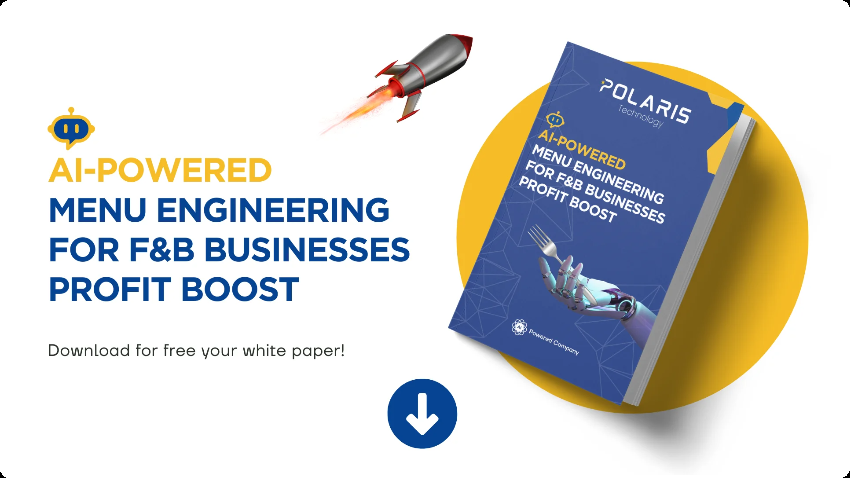 AI-POWERED
MENU ENGINEERING
FOR F&B BUSINESSES
PROFIT BOOST
Download for free your white paper!
POLARIS
Technology
AI-POWERED
MENU ENGINEERING
FOR F&B BUSINESSES
PROFIT BOOST
Powered Company